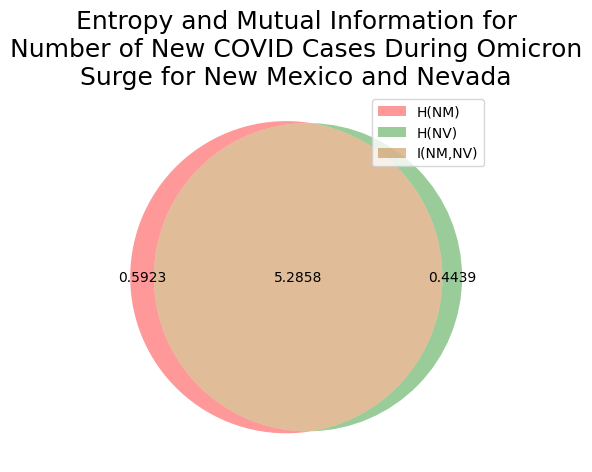 Entropy and Mutual Information for
Number of New COVID Cases During Omicron
Surge for New Mexico and Nevada
H(NM)
H(NV)
I(NM,NV)
0.5923
5.2858
0.4439